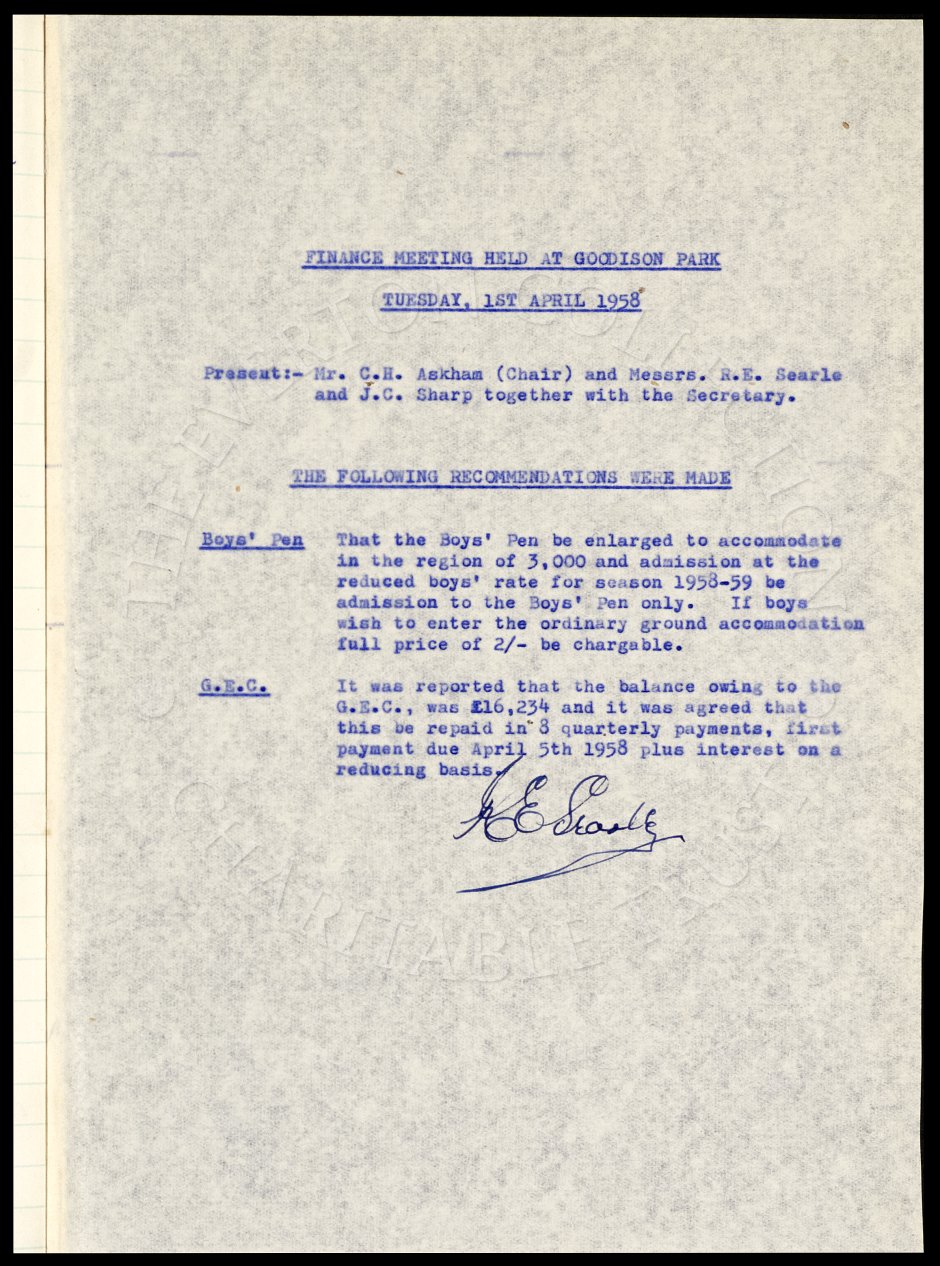 FINANCE MEETING HELD AT GOODISON PARK
TUESDAY, 1ST APRIL 1958
Present:- Mr. C.H. Askham (Chair) and Messrs. R.E. Searle
and J.C. Sharp together with the Secretary.
THE FOLLOWING RECOMMENDATIONS WERE MADE
Boys' Pen That the Boys' Pen be enlarged to accommodate
in the region of 3,000 and admission at the
reduced boys' rate for season 1958-59 be
admission to the Boys' Pen only. If boys
wish to enter the ordinary ground accommodation
full price of 2/- be chargable.
G.E.C. It was reported that the balance owing to the
G.E.C., was £16,234 and it was agreed that
this be repaid in 8 quarterly payments, first
payment due April 5th 1958 plus interest on a
reducing basis.
R E Searle
THE EVERTON COLLECTION
CHARITABLE TRUST